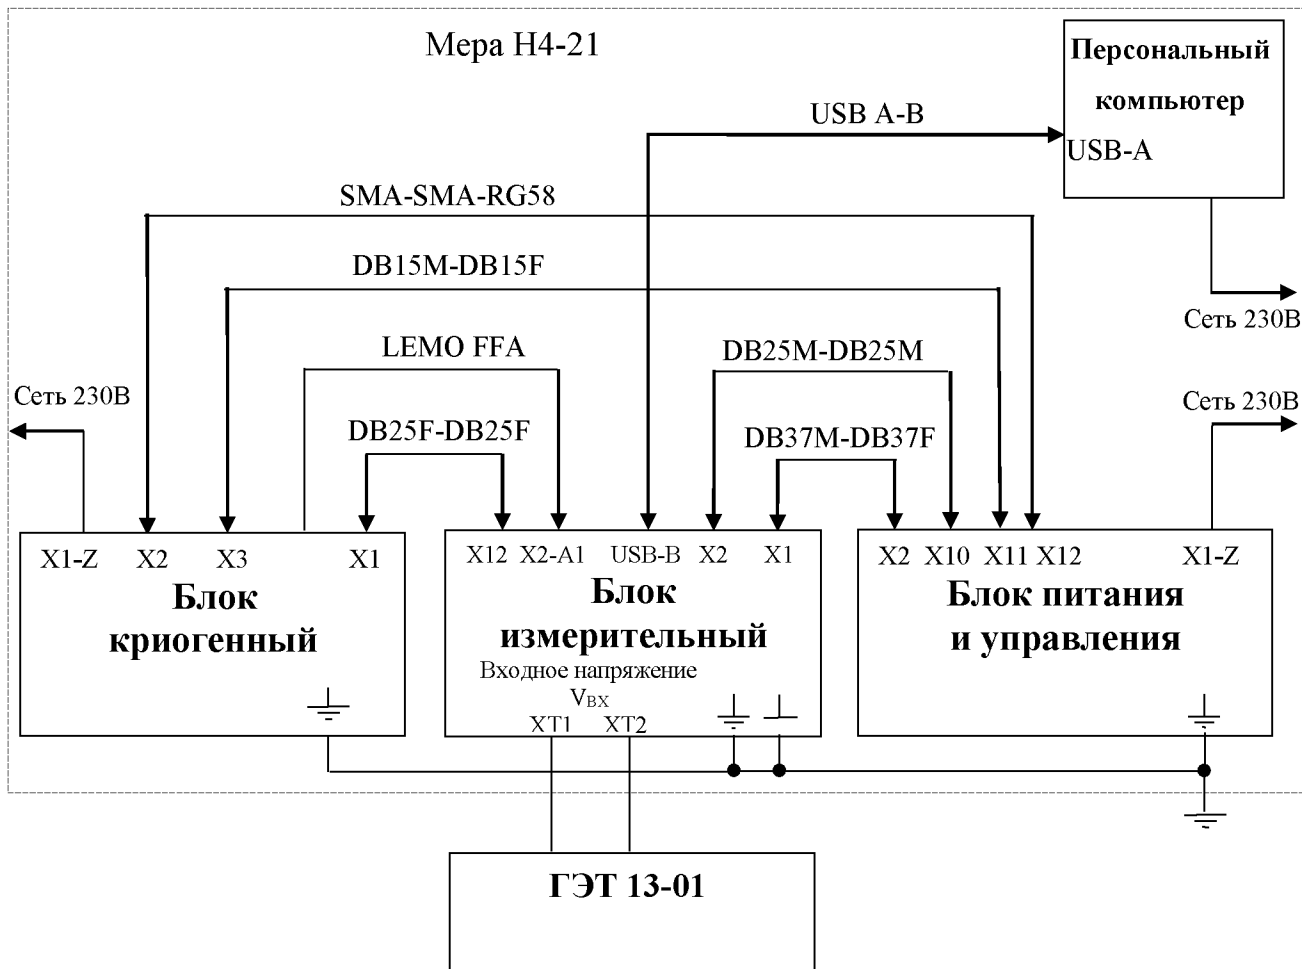 Мера Н4-21
Персональный
компьютер
USB-A
USB A-B
SMA-SMA-RG58
DB15M-DB15F
Сеть 230В
LEMO FFA
DB25M-DB25M
Сеть 230В
Сеть 230В
DB25F-DB25F
DB37M-DB37F
X1-Z X2 X3 X1
Блок
криогенный
X12 X2-A1 USB-B X2 X1
Блок
измерительный
Входное напряжение
VВХ
XT1 XT2
X2 X10 X11 X12 X1-Z
Блок питания
и управления
ГЭТ 13-01